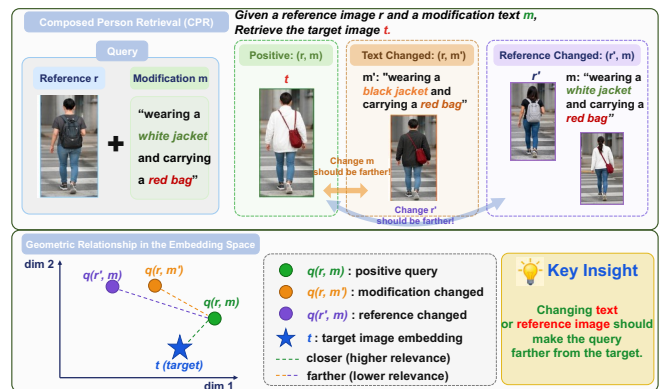 Composed Person Retrieval (CPR)
Given a reference image r and a modification text m,
Retrieve the target image t.
Query
Reference r
Modification m
“wearing a
white jacket
and carrying
a red bag”
Positive: (r, m)
t
Text Changed: (r, m')
m': "wearing a
black jacket and
carrying a red bag”
Reference Changed: (r', m)
r'
m: “wearing a
white jacket
and carrying a
red bag”
Change m
should be farther!
Change r'
should be farther!
Geometric Relationship in the Embedding Space
dim 2
q(r', m)
q(r, m')
q(r, m)
t (target)
dim 1
q(r, m) : positive query
q(r, m') : modification changed
q(r', m) : reference changed
t : target image embedding
closer (higher relevance)
farther (lower relevance)
Key Insight
Changing text
or reference image should
make the query
farther from the target.